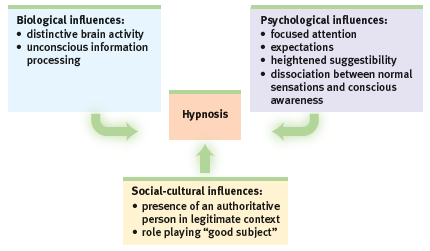 Biological influences:
• distinctive brain activity
• unconscious information
processing
Psychological influences:
• focused attention
• expectations
• heightened suggestibility
• dissociation between normal
sensations and conscious
awareness
Hypnosis
Social-cultural influences:
• presence of an authoritative
person in legitimate context
• role playing “good subject”